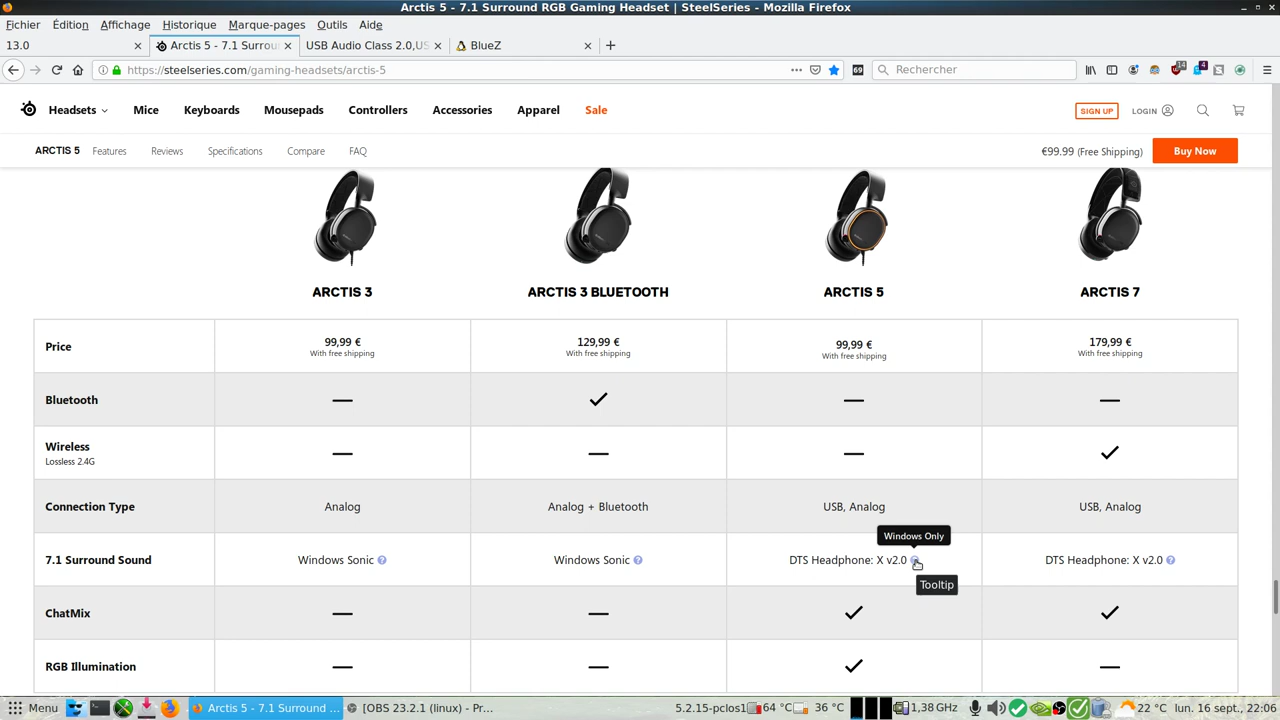 Arctis 5 - 7.1 Surround RGB Gaming Headset | SteelSeries - Mozilla Firefox
Fichier Édition Affichage Historique Marque-pages Outils Aide
13.0 Arctis 5 - 7.1 Surrou USB Audio Class 2.0,US BlueZ
https://steelseries.com/gaming-headsets/arctis-5 69 Rechercher 14 4
Headsets Mice Keyboards Mousepads Controllers Accessories Apparel Sale SIGN UP LOGIN
ARCTIS 5 Features Reviews Specifications Compare FAQ €99.99 (Free Shipping) Buy Now
ARCTIS 3 ARCTIS 3 BLUETOOTH ARCTIS 5 ARCTIS 7
Price 99,99 € 129,99 € 99,99 € 179,99 €
With free shipping With free shipping With free shipping With free shipping
Bluetooth
Wireless
Lossless 2.4G
Connection Type Analog Analog + Bluetooth USB, Analog USB, Analog
Windows Only
7.1 Surround Sound Windows Sonic ? Windows Sonic ? DTS Headphone: X v2.0 DTS Headphone: X v2.0 ?
Tooltip
ChatMix
RGB Illumination
Menu Arctis 5 - 7.1 Surround ... [OBS 23.2.1 (linux) - Pr... 5.2.15-pclos1 64 °C 36 °C 1,38 GHz 22 °C lun. 16 sept., 22:06